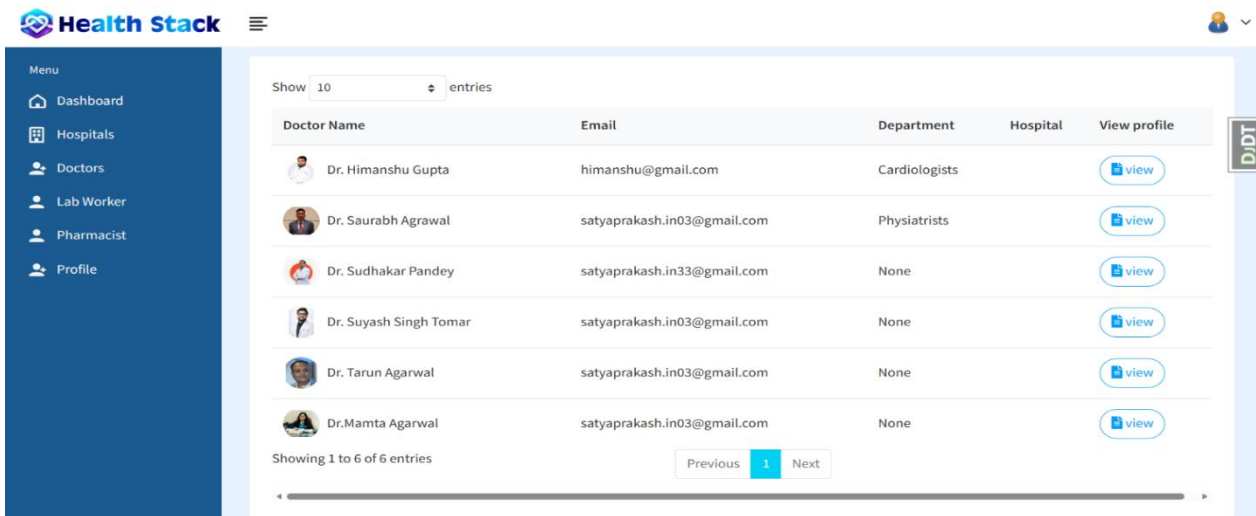 Health Stack
Menu
Dashboard
Hospitals
Doctors
Lab Worker
Pharmacist
Profile
Show 10 entries
Doctor Name Email Department Hospital View profile
Dr. Himanshu Gupta himanshu@gmail.com Cardiologists view
Dr. Saurabh Agrawal satyaprakash.in03@gmail.com Physiatrists view
Dr. Sudhakar Pandey satyaprakash.in33@gmail.com None view
Dr. Suyash Singh Tomar satyaprakash.in03@gmail.com None view
Dr. Tarun Agarwal satyaprakash.in03@gmail.com None view
Dr.Mamta Agarwal satyaprakash.in03@gmail.com None view
Showing 1 to 6 of 6 entries
Previous 1 Next
DJDT